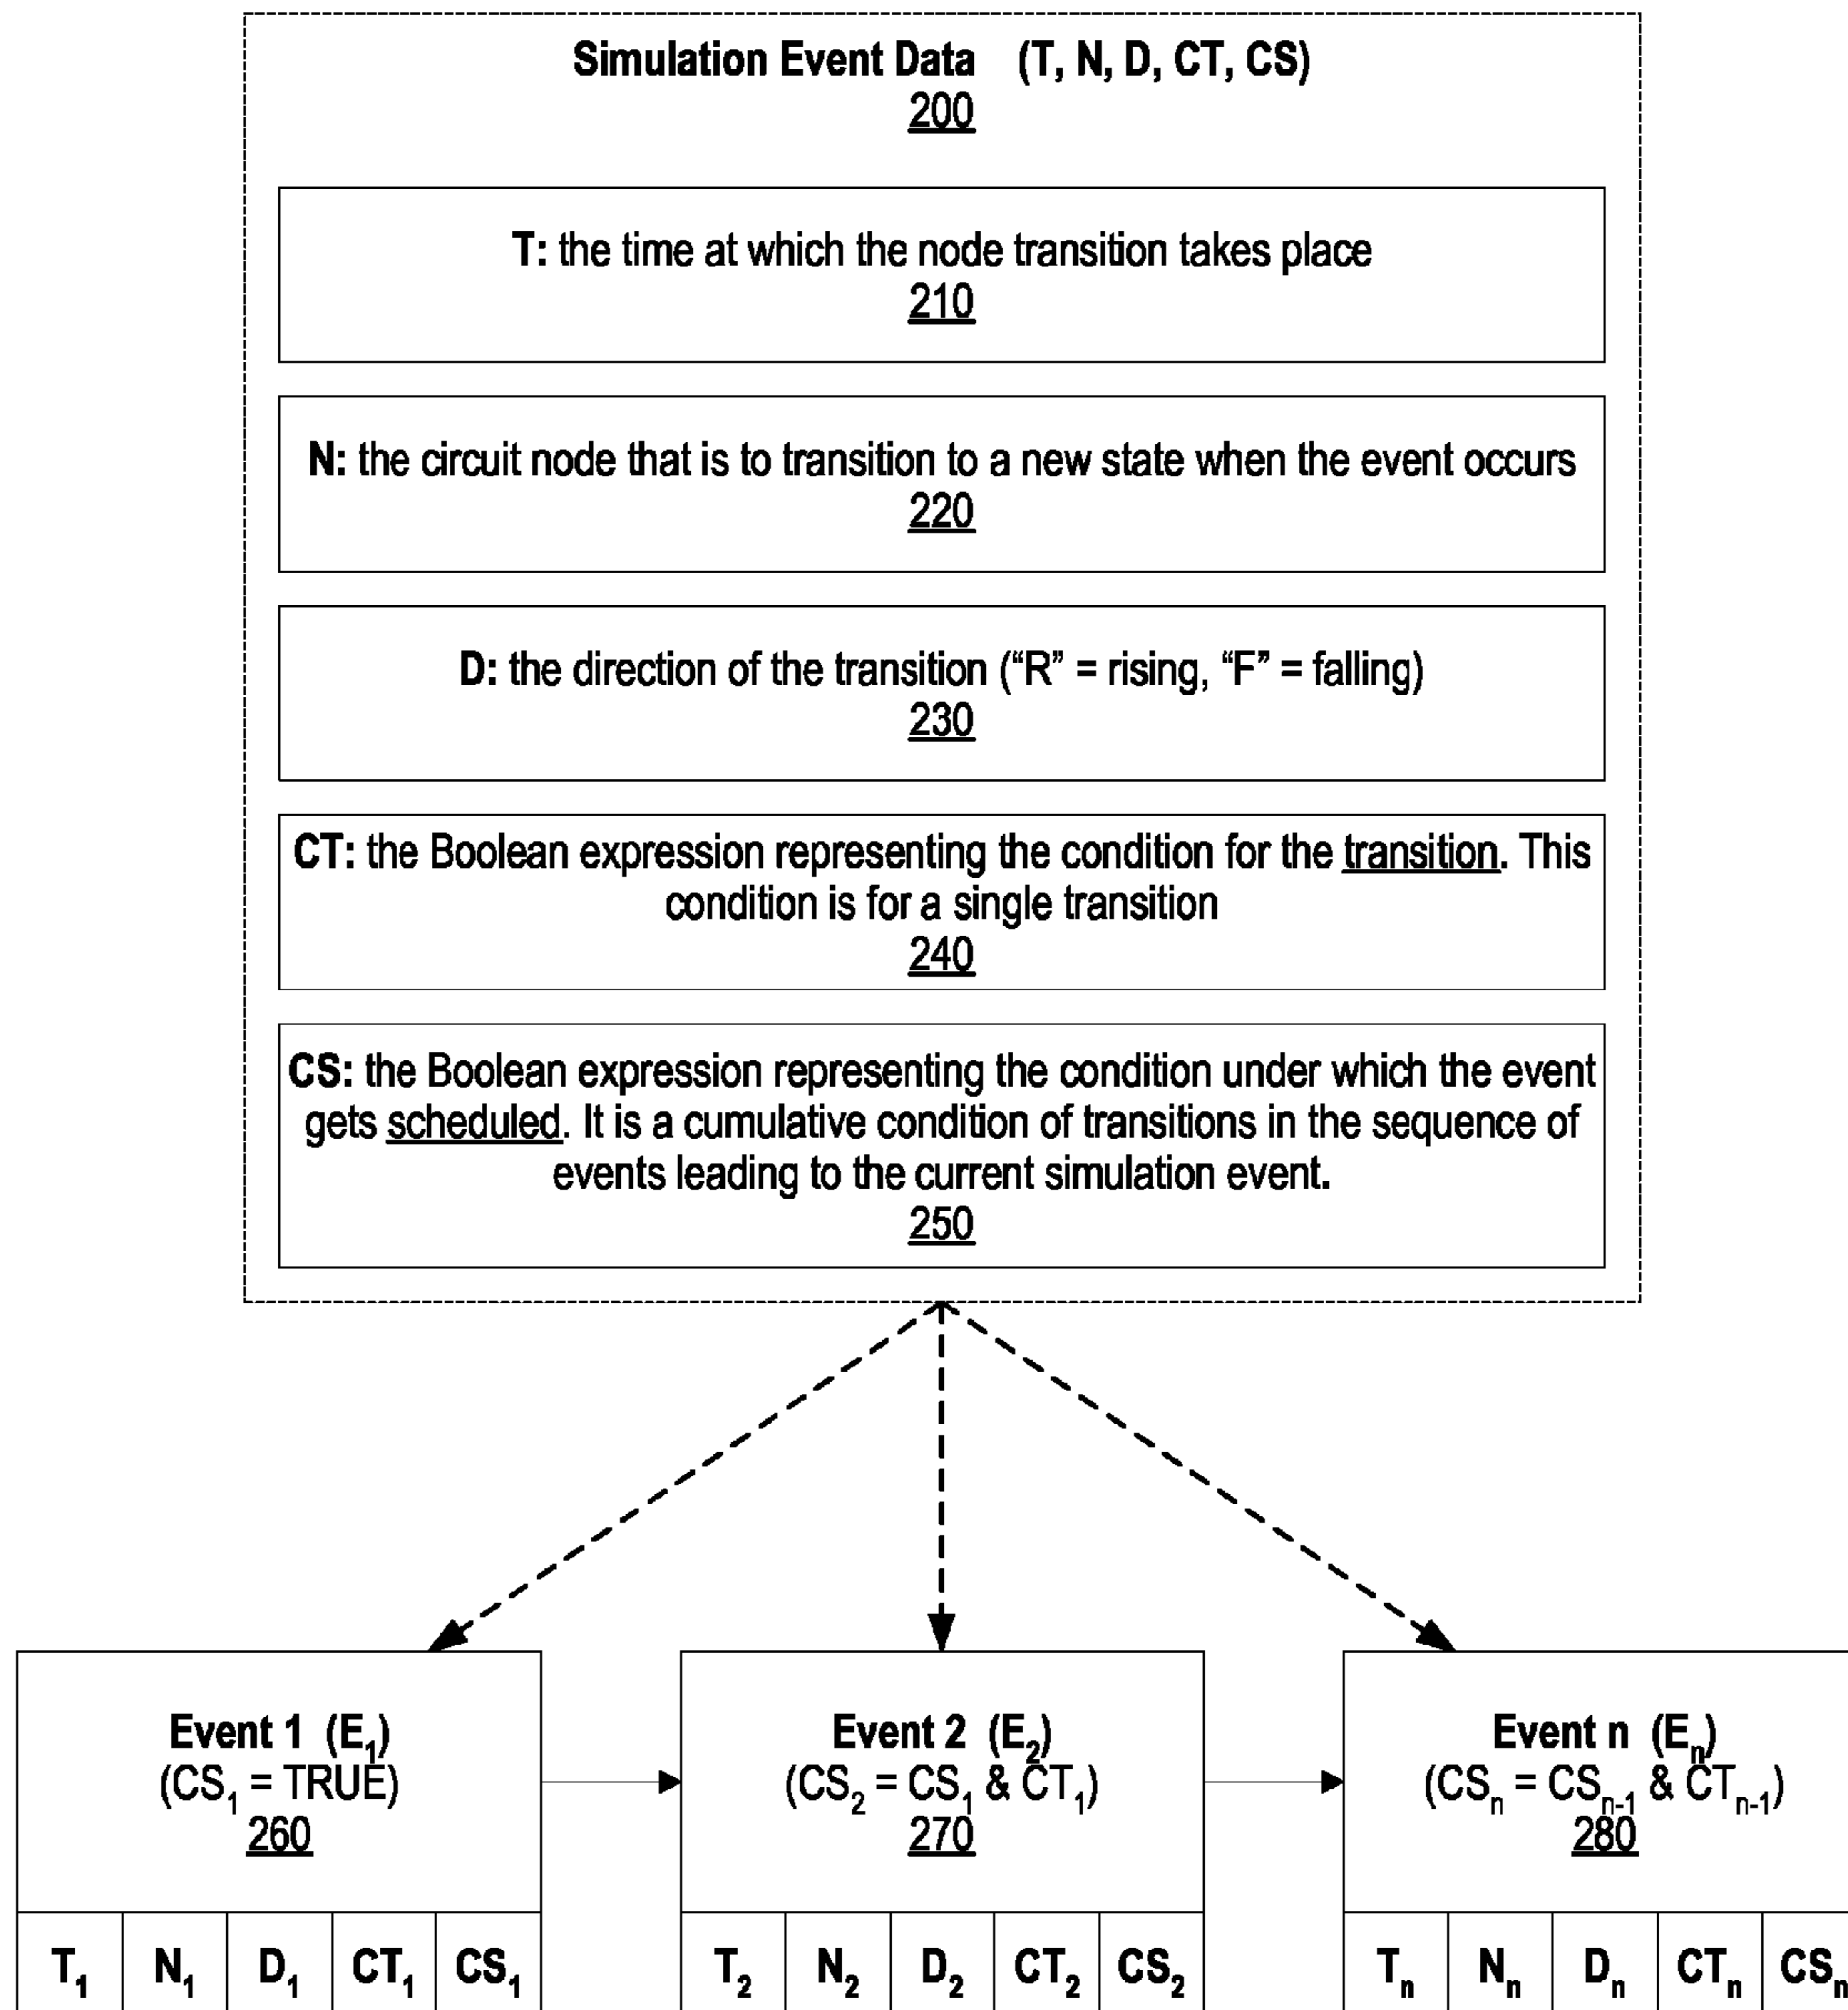 Simulation Event Data (T, N, D, CT, CS)
200
T: the time at which the node transition takes place
210
N: the circuit node that is to transition to a new state when the event occurs
220
D: the direction of the transition (“R” = rising, “F” = falling)
230
CT: the Boolean expression representing the condition for the transition. This
condition is for a single transition
240
CS: the Boolean expression representing the condition under which the event
gets scheduled. It is a cumulative condition of transitions in the sequence of
events leading to the current simulation event.
250
Event 1 (E₁)
(CS₁ = TRUE)
260
T₁ N₁ D₁ CT₁ CS₁
Event 2 (E₂)
(CS₂ = CS₁ & CT₁)
270
T₂ N₂ D₂ CT₂ CS₂
Event n (Eₙ)
(CSₙ = CSₙ₋₁ & CTₙ₋₁)
280
Tₙ Nₙ Dₙ CTₙ CSₙ